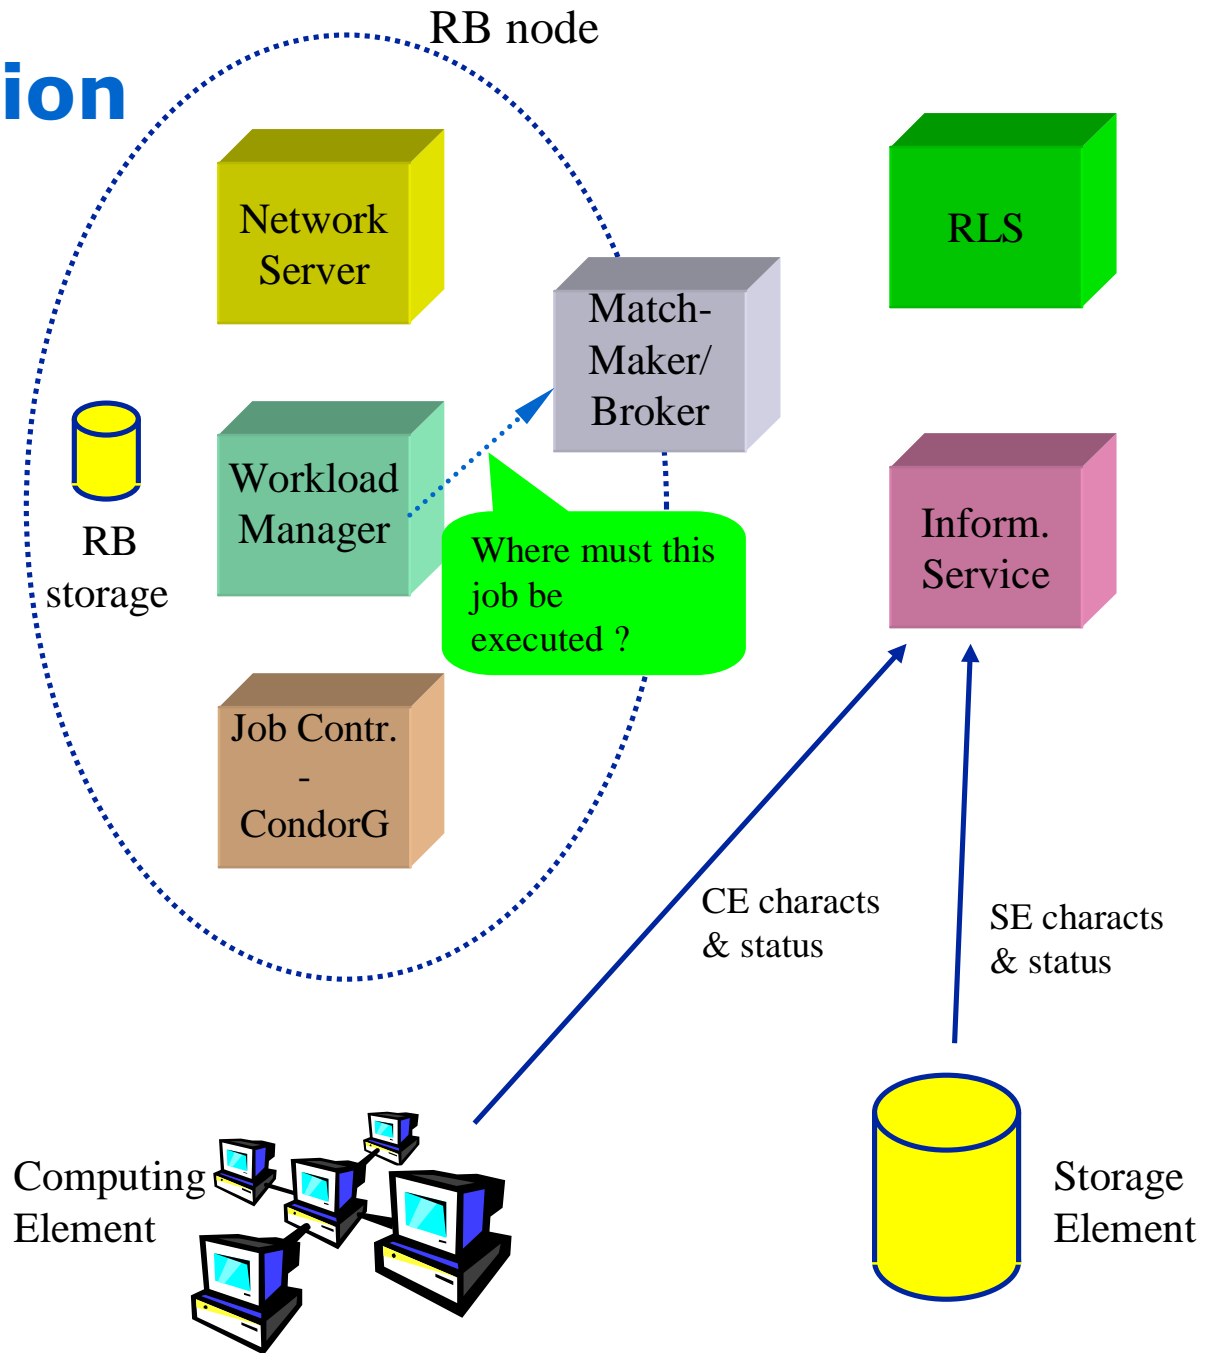 RB node
ion
Network
Server
RLS
Match-
Maker/
Broker
Workload
Manager
RB
storage
Where must this
job be
executed ?
Inform.
Service
Job Contr.
-
CondorG
CE characts
& status
SE characts
& status
Computing
Element
Storage
Element